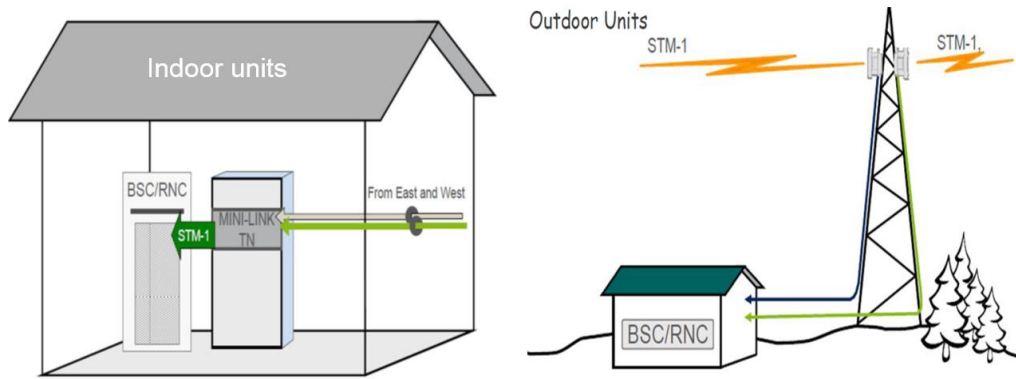 Indoor units
BSC/RNC
STM-1
MINI-LINK
TN
From East and West
Outdoor Units
STM-1
STM-1,
BSC/RNC